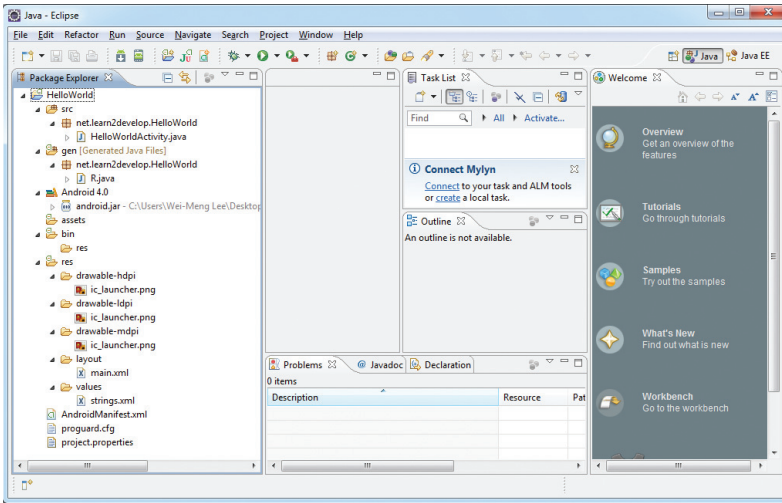 Java - Eclipse
File Edit Refactor Run Source Navigate Search Project Window Help
Java
Java EE
Package Explorer
HelloWorld
src
net.learn2develop.HelloWorld
HelloWorldActivity.java
gen [Generated Java Files]
net.learn2develop.HelloWorld
R.java
Android 4.0
android.jar - C:\Users\Wei-Meng Lee\Desktop
assets
bin
res
res
drawable-hdpi
ic_launcher.png
drawable-ldpi
ic_launcher.png
drawable-mdpi
ic_launcher.png
layout
main.xml
values
strings.xml
AndroidManifest.xml
proguard.cfg
project.properties
Task List
Find
All
Activate...
Connect Mylyn
Connect to your task and ALM tools
or create a local task.
Outline
An outline is not available.
Problems
@ Javadoc
Declaration
0 items
Description
Resource
Pat
Welcome
Overview
Get an overview of the
features
Tutorials
Go through tutorials
Samples
Try out the samples
What's New
Find out what is new
Workbench
Go to the workbench